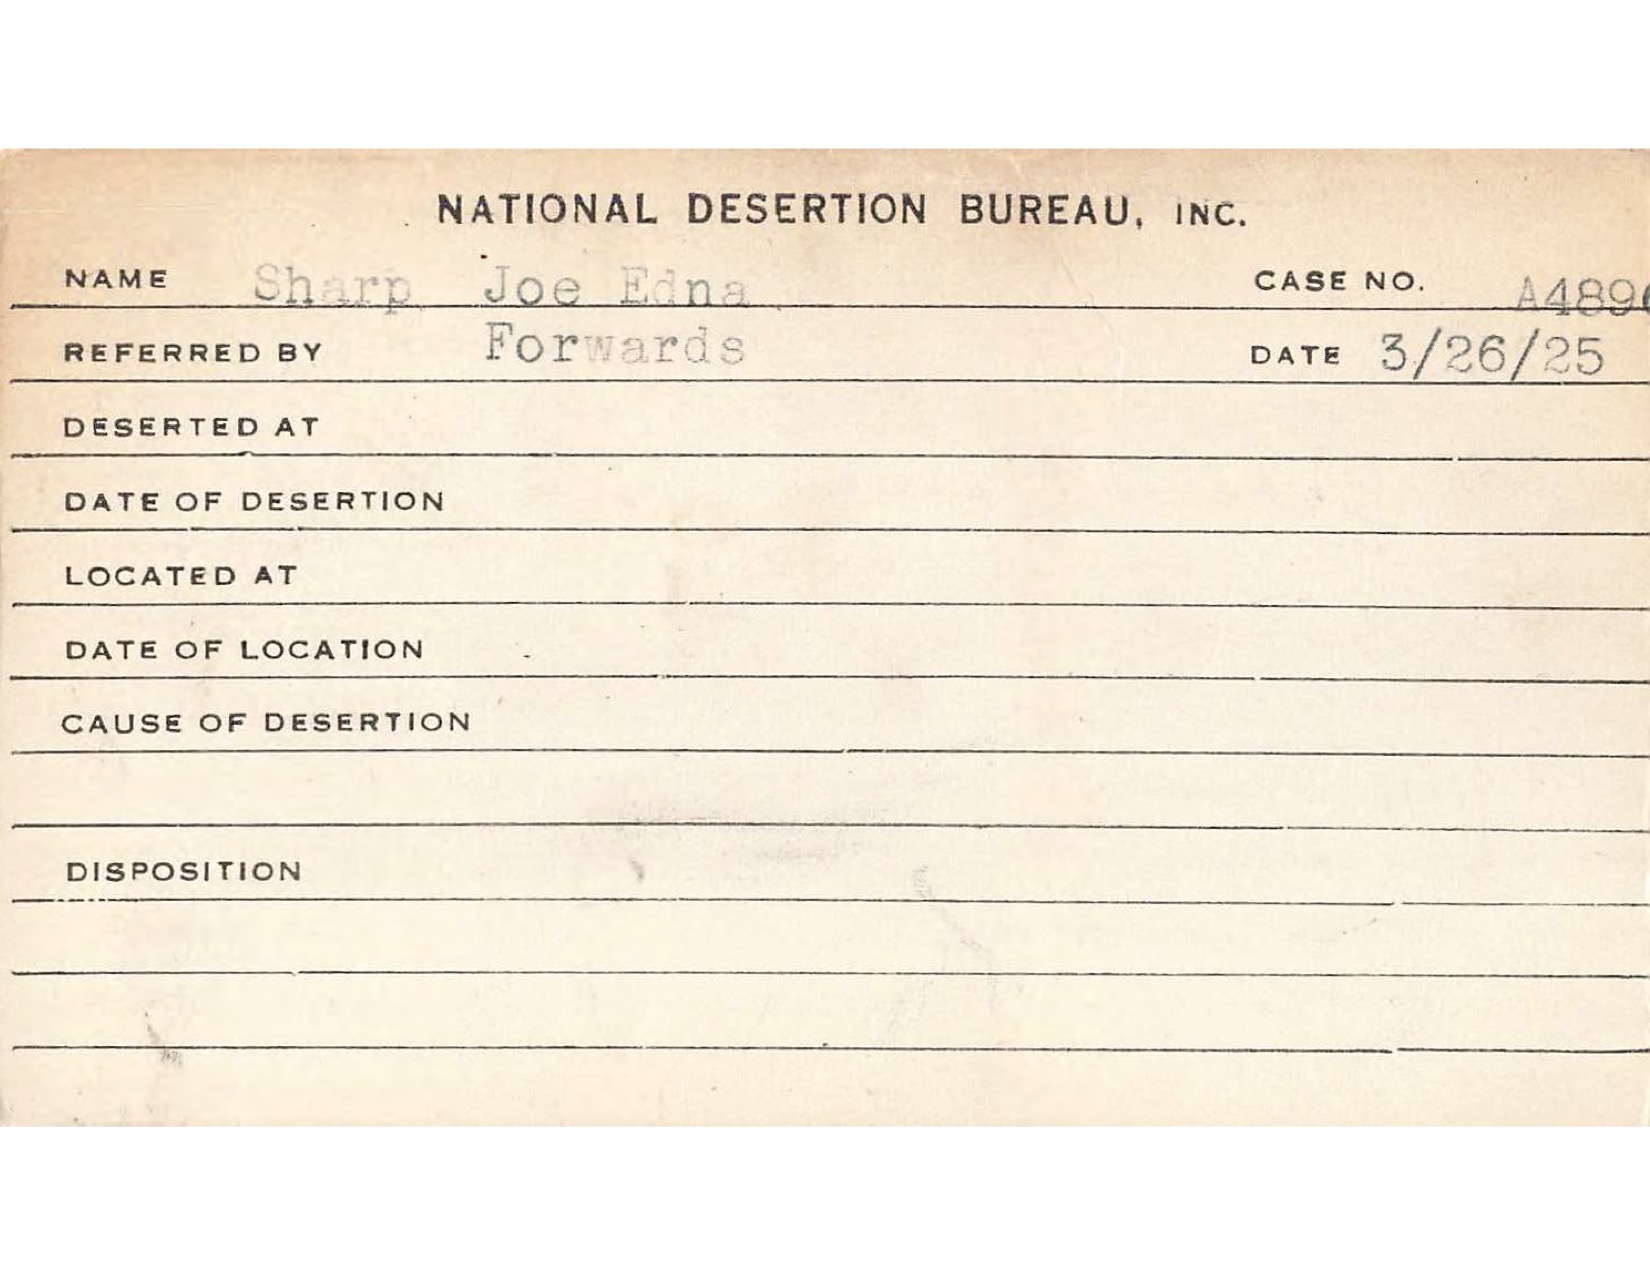 NATIONAL DESERTION BUREAU, INC.
NAME Sharp Joe Edna CASE NO. A489
REFERRED BY Forwards DATE 3/26/25
DESERTED AT
DATE OF DESERTION
LOCATED AT
DATE OF LOCATION
CAUSE OF DESERTION
DISPOSITION